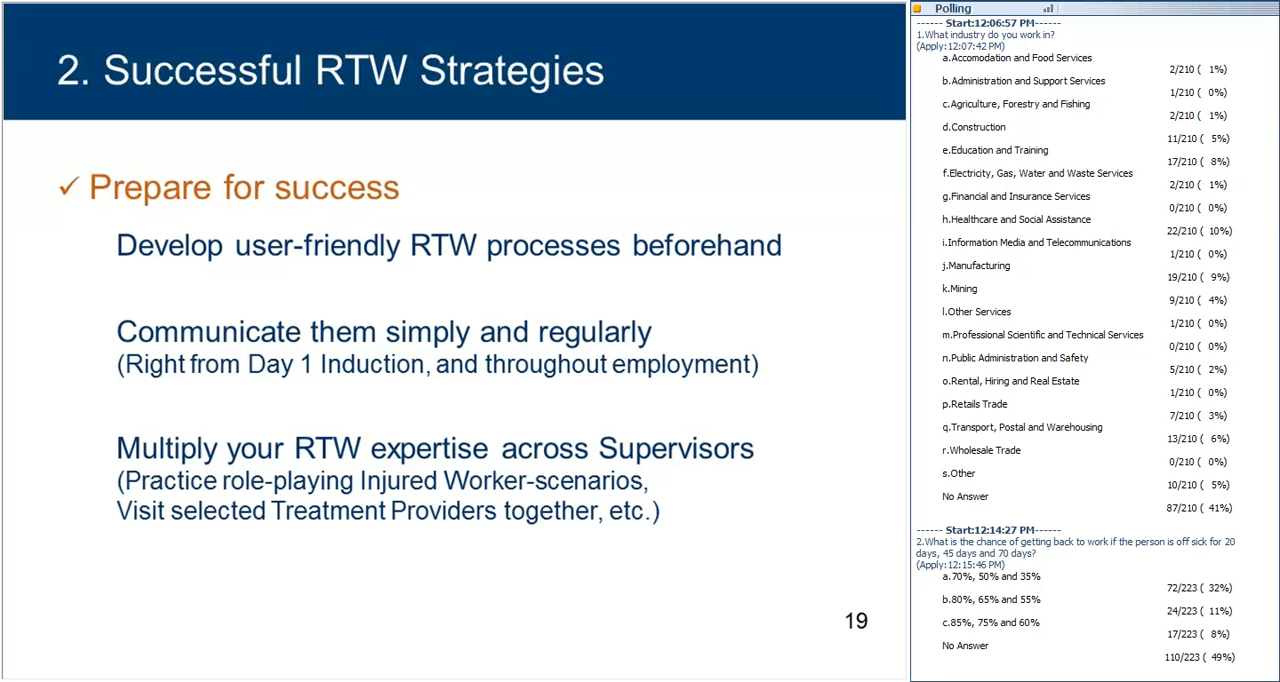 2. Successful RTW Strategies
✓ Prepare for success
Develop user-friendly RTW processes beforehand
Communicate them simply and regularly
(Right from Day 1 Induction, and throughout employment)
Multiply your RTW expertise across Supervisors
(Practice role-playing Injured Worker-scenarios,
Visit selected Treatment Providers together, etc.)
19
Polling
------ Start:12:06:57 PM------
1.What industry do you work in?
(Apply:12:07:42 PM)
a.Accomodation and Food Services
2/210 ( 1%)
b.Administration and Support Services
1/210 ( 0%)
c.Agriculture, Forestry and Fishing
2/210 ( 1%)
d.Construction
11/210 ( 5%)
e.Education and Training
17/210 ( 8%)
f.Electricity, Gas, Water and Waste Services
2/210 ( 1%)
g.Financial and Insurance Services
0/210 ( 0%)
h.Healthcare and Social Assistance
22/210 ( 10%)
i.Information Media and Telecommunications
1/210 ( 0%)
j.Manufacturing
19/210 ( 9%)
k.Mining
9/210 ( 4%)
l.Other Services
1/210 ( 0%)
m.Professional Scientific and Technical Services
0/210 ( 0%)
n.Public Administration and Safety
5/210 ( 2%)
o.Rental, Hiring and Real Estate
1/210 ( 0%)
p.Retails Trade
7/210 ( 3%)
q.Transport, Postal and Warehousing
13/210 ( 6%)
r.Wholesale Trade
0/210 ( 0%)
s.Other
10/210 ( 5%)
No Answer
87/210 ( 41%)
------ Start:12:14:27 PM------
2.What is the chance of getting back to work if the person is off sick for 20
days, 45 days and 70 days?
(Apply:12:15:46 PM)
a.70%, 50% and 35%
72/223 ( 32%)
b.80%, 65% and 55%
24/223 ( 11%)
c.85%, 75% and 60%
17/223 ( 8%)
No Answer
110/223 ( 49%)